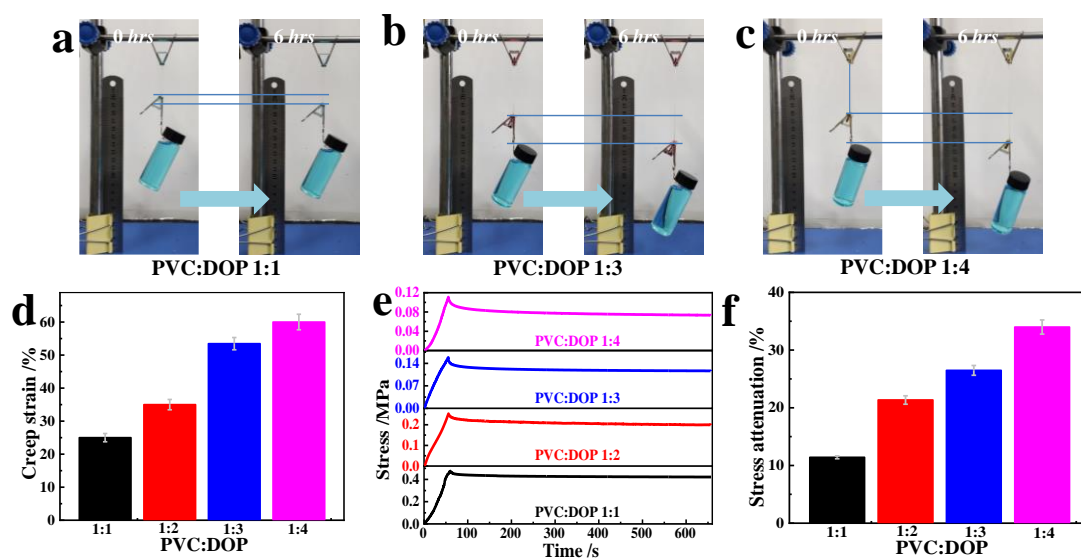 a
0 hrs
6 hrs
b
0 hrs
6 hrs
c
0 hrs
6 hrs
PVC:DOP 1:1
PVC:DOP 1:3
PVC:DOP 1:4
d
Creep strain /%
60
50
40
30
20
10
0
1:1
1:2
1:3
1:4
PVC:DOP
e
Stress /MPa
0.12
0.08
0.04
0.00
PVC:DOP 1:4
0.14
0.07
0.00
PVC:DOP 1:3
0.2
0.1
0.0
PVC:DOP 1:2
0.4
0.2
0.0
PVC:DOP 1:1
0
100
200
300
400
500
600
Time /s
f
Stress attenuation /%
40
30
20
10
0
1:1
1:2
1:3
1:4
PVC:DOP